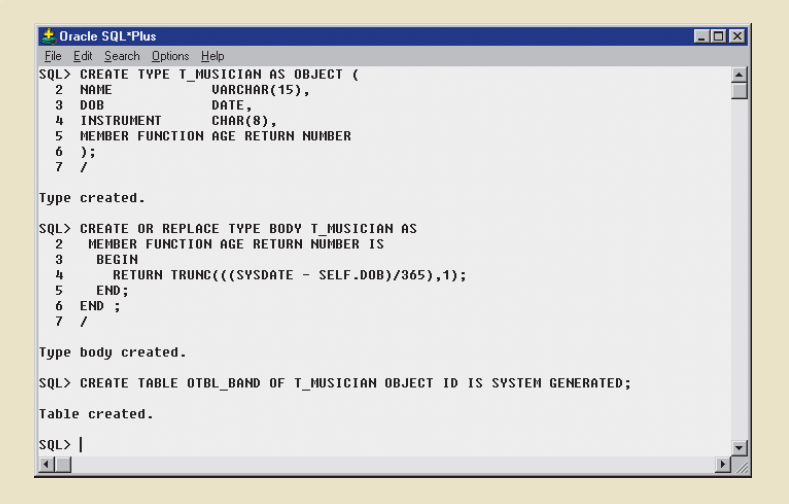 Oracle SQL*Plus
File Edit Search Options Help
SQL> CREATE TYPE T_MUSICIAN AS OBJECT (
  2  NAME            VARCHAR(15),
  3  DOB             DATE,
  4  INSTRUMENT      CHAR(8),
  5  MEMBER FUNCTION AGE RETURN NUMBER
  6  );
  7  /
Type created.
SQL> CREATE OR REPLACE TYPE BODY T_MUSICIAN AS
  2   MEMBER FUNCTION AGE RETURN NUMBER IS
  3    BEGIN
  4      RETURN TRUNC(((SYSDATE - SELF.DOB)/365),1);
  5    END;
  6  END ;
  7  /
Type body created.
SQL> CREATE TABLE OTBL_BAND OF T_MUSICIAN OBJECT ID IS SYSTEM GENERATED;
Table created.
SQL>